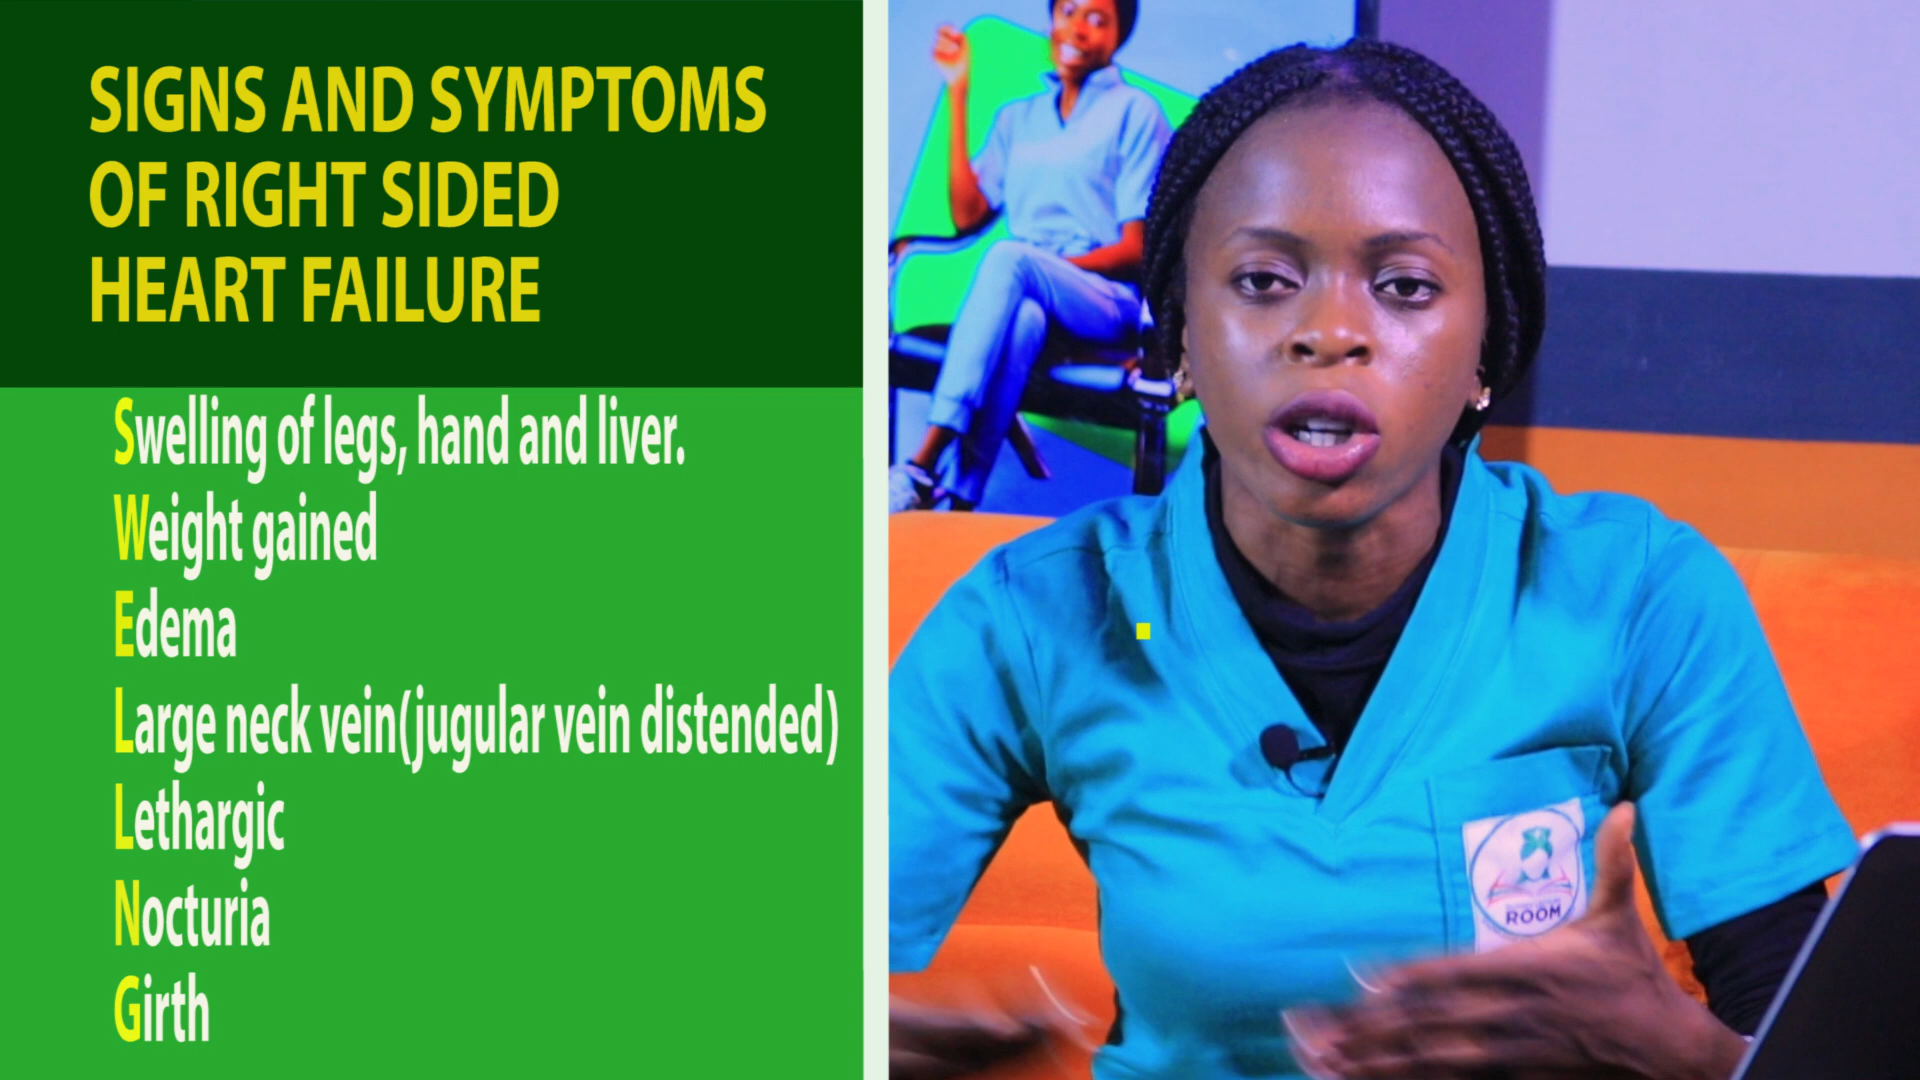 SIGNS AND SYMPTOMS
OF RIGHT SIDED
HEART FAILURE
Swelling of legs, hand and liver.
Weight gained
Edema
Large neck vein(jugular vein distended)
Lethargic
Nocturia
Girth
ROOM